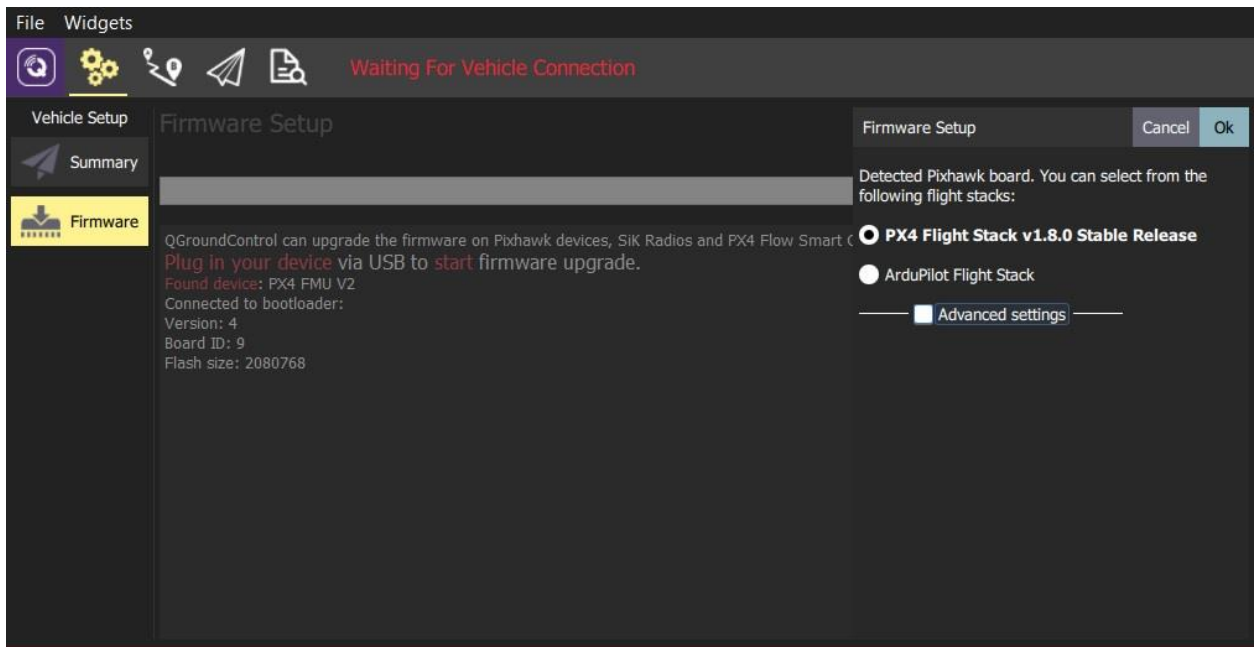 File Widgets
Waiting For Vehicle Connection
Vehicle Setup
Summary
Firmware
Firmware Setup
QGroundControl can upgrade the firmware on Pixhawk devices, SiK Radios and PX4 Flow Smart
Plug in your device via USB to start firmware upgrade.
Found device: PX4 FMU V2
Connected to bootloader:
Version: 4
Board ID: 9
Flash size: 2080768
Firmware Setup Cancel Ok
Detected Pixhawk board. You can select from the
following flight stacks:
PX4 Flight Stack v1.8.0 Stable Release
ArduPilot Flight Stack
Advanced settings